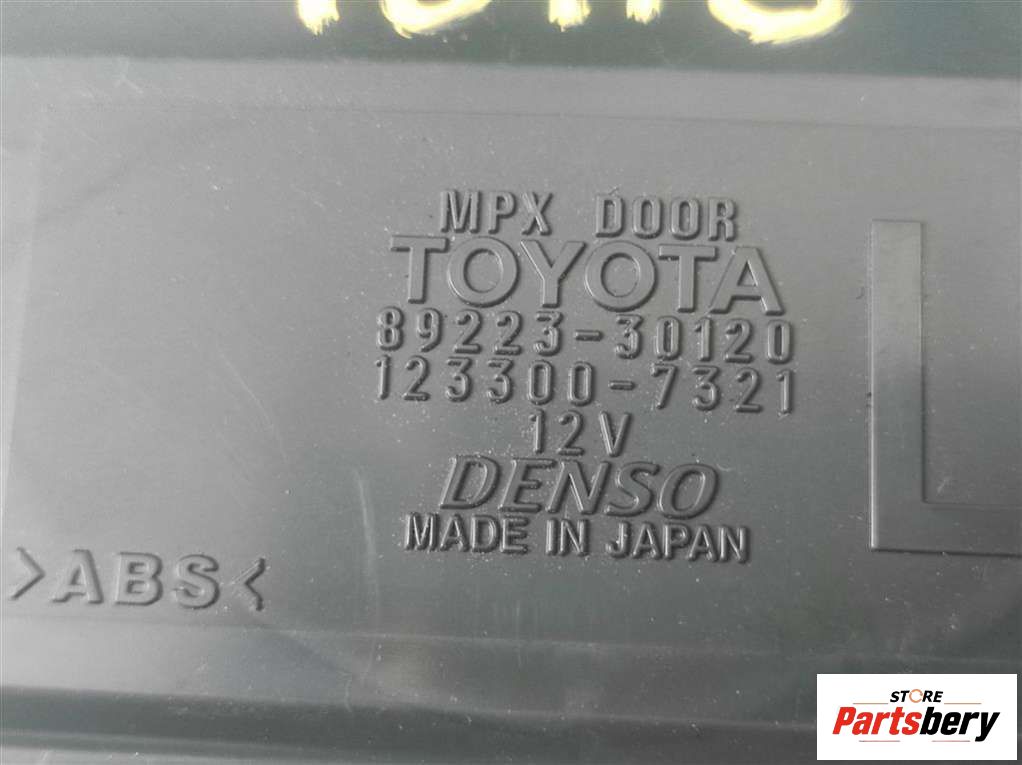 MPX DOOR
TOYOTA
89223-30120
123300-7321
12V
DENSO
MADE IN JAPAN
L
>ABS<
STORE
Partsbery